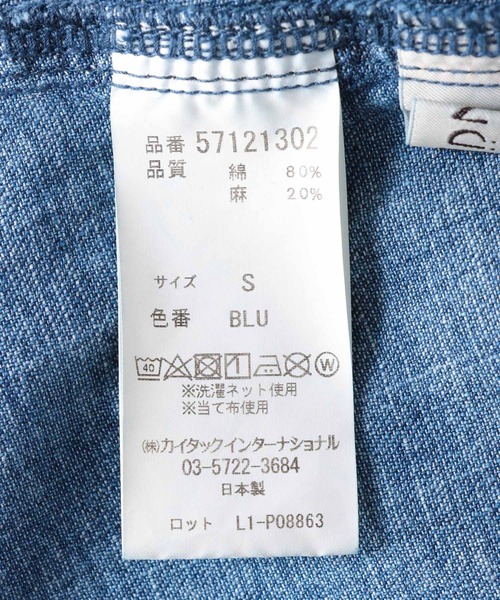 品番 57121302
品質 綿 80%
麻 20%
サイズ S
色番 BLU
40 W
※洗濯ネット使用
※当て布使用
㈱カイタックインターナショナル
03-5722-3684
日本製
ロット L1-P08863